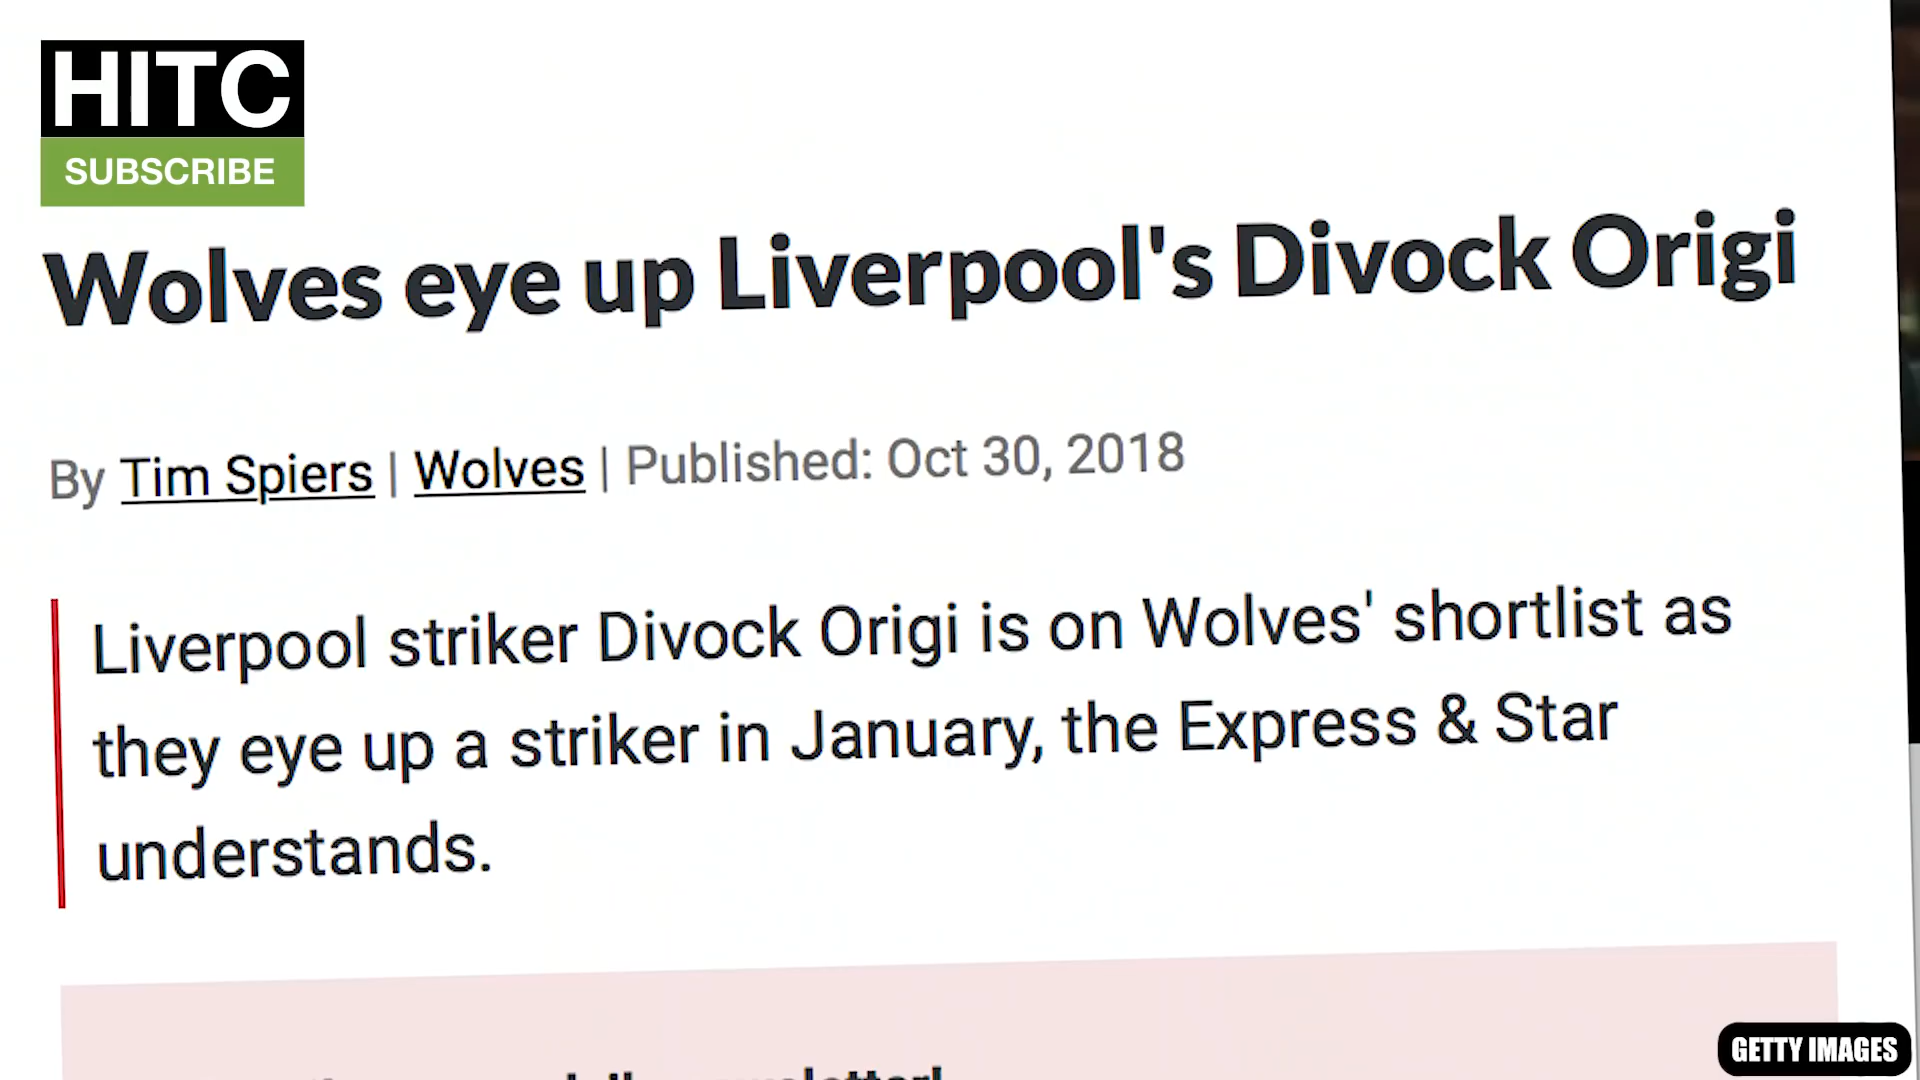 HITC
SUBSCRIBE
Wolves eye up Liverpool's Divock Origi
By Tim Spiers | Wolves | Published: Oct 30, 2018
Liverpool striker Divock Origi is on Wolves' shortlist as
they eye up a striker in January, the Express & Star
understands.
GETTY IMAGES